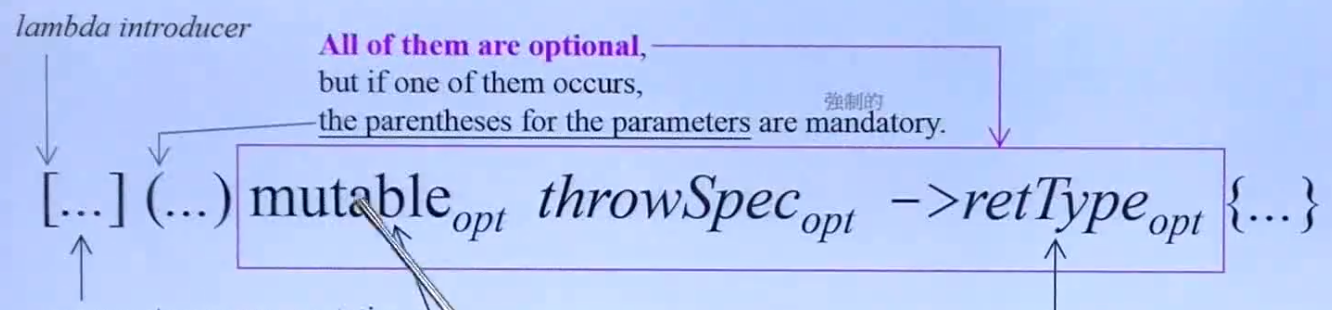 lambda introducer
All of them are optional,
but if one of them occurs,
強制的
the parentheses for the parameters are mandatory.
[...] (...) mutable opt throwSpec opt ->retType opt {...}